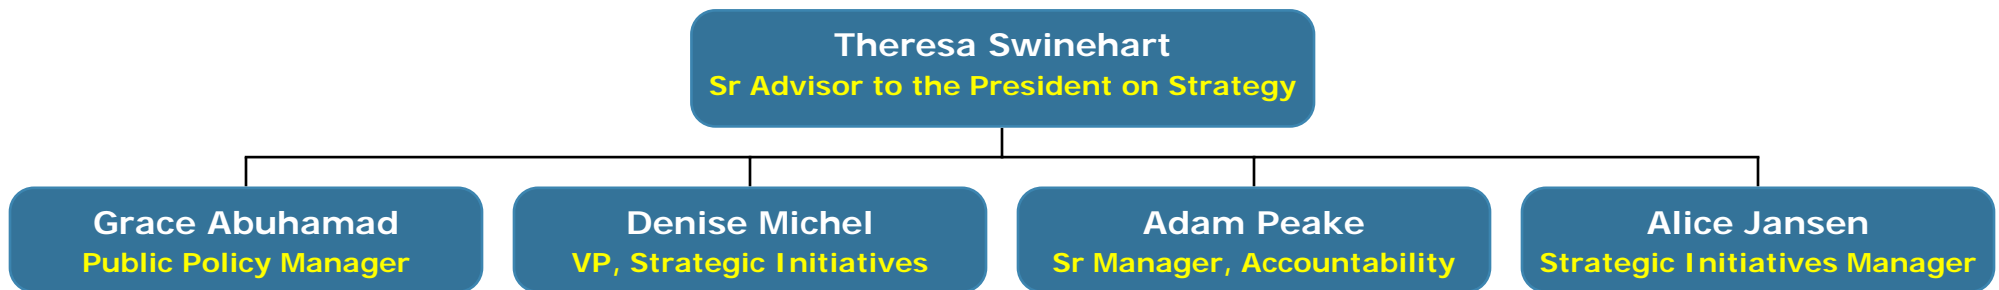 Theresa Swinehart
Sr Advisor to the President on Strategy
Grace Abuhamad
Public Policy Manager
Denise Michel
VP, Strategic Initiatives
Adam Peake
Sr Manager, Accountability
Alice Jansen
Strategic Initiatives Manager